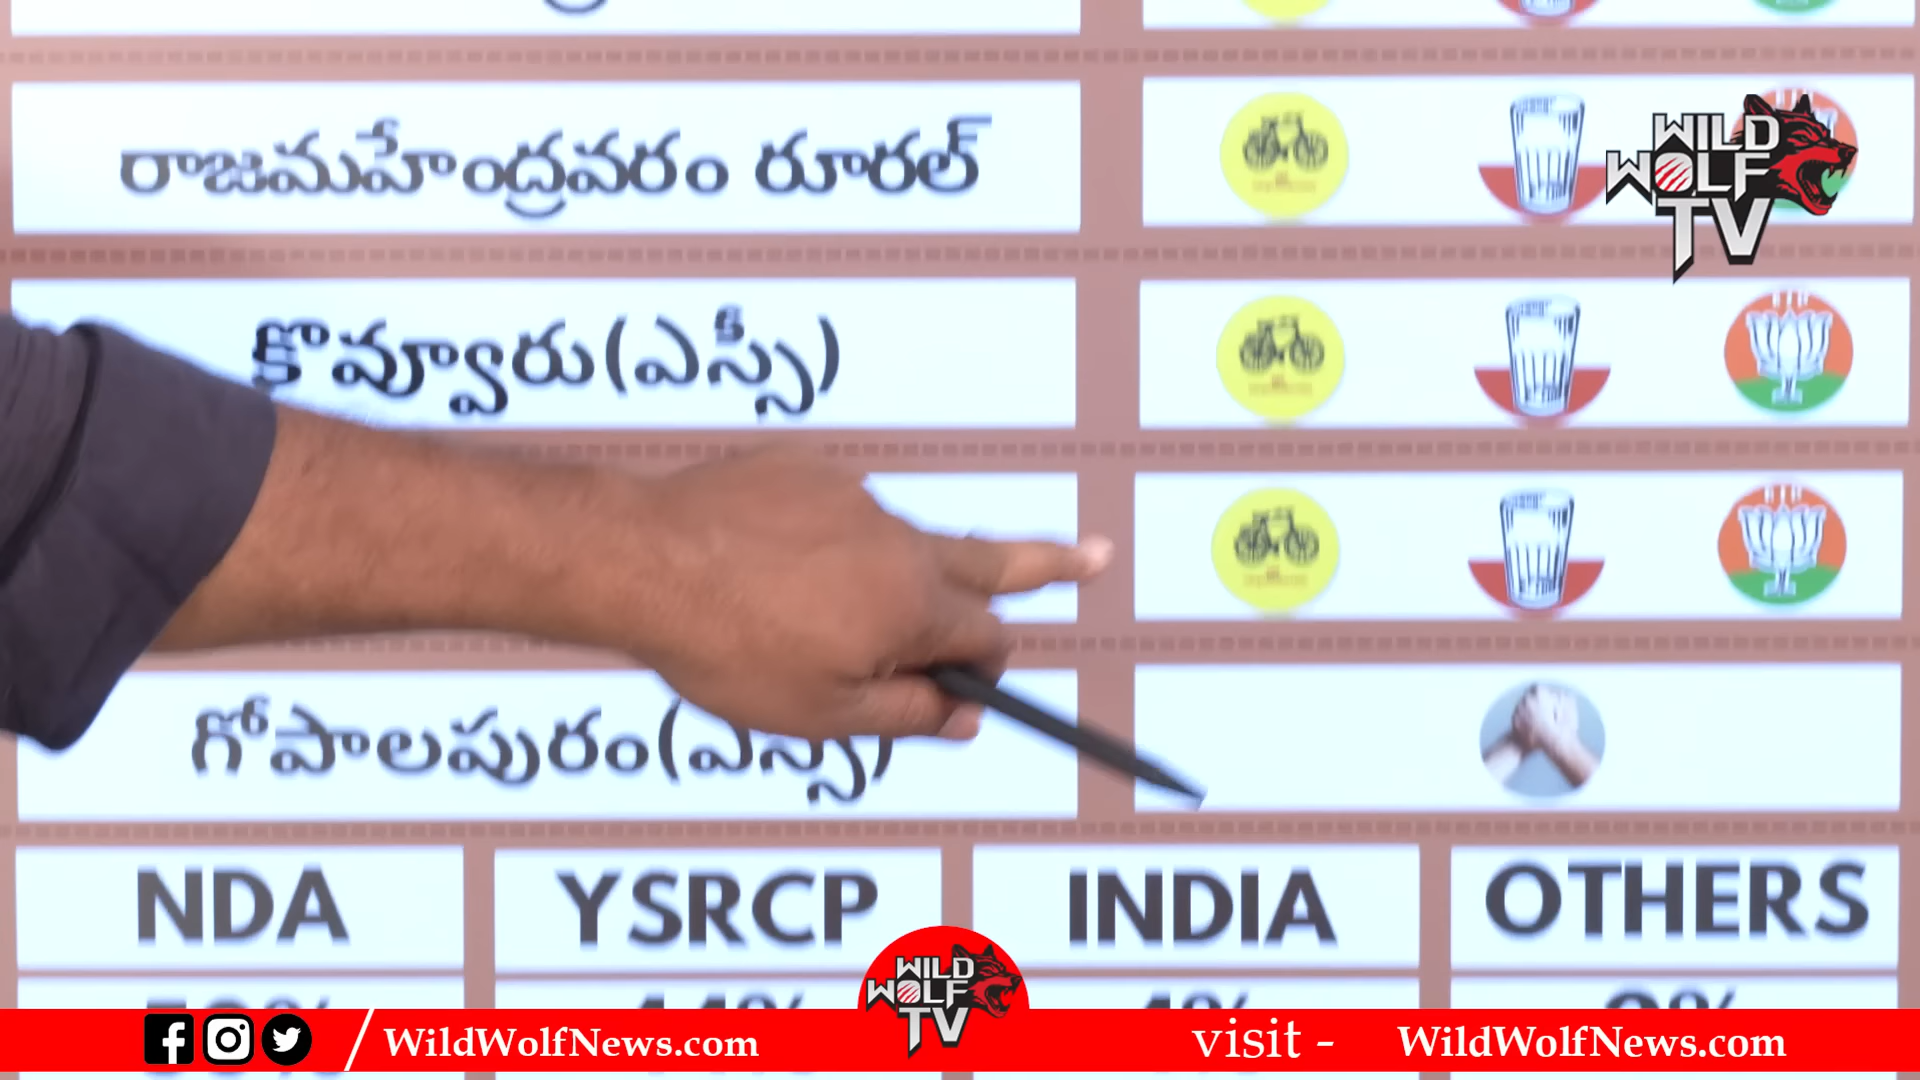 రాజమహేంద్రవరం రూరల్
WILD
WOLF
TV
కొవ్వూరు(ఎస్సీ)
గోపాలపురం(ఎస్సీ)
NDA YSRCP INDIA OTHERS
WILD
WOLF
TV
WildWolfNews.com visit - WildWolfNews.com